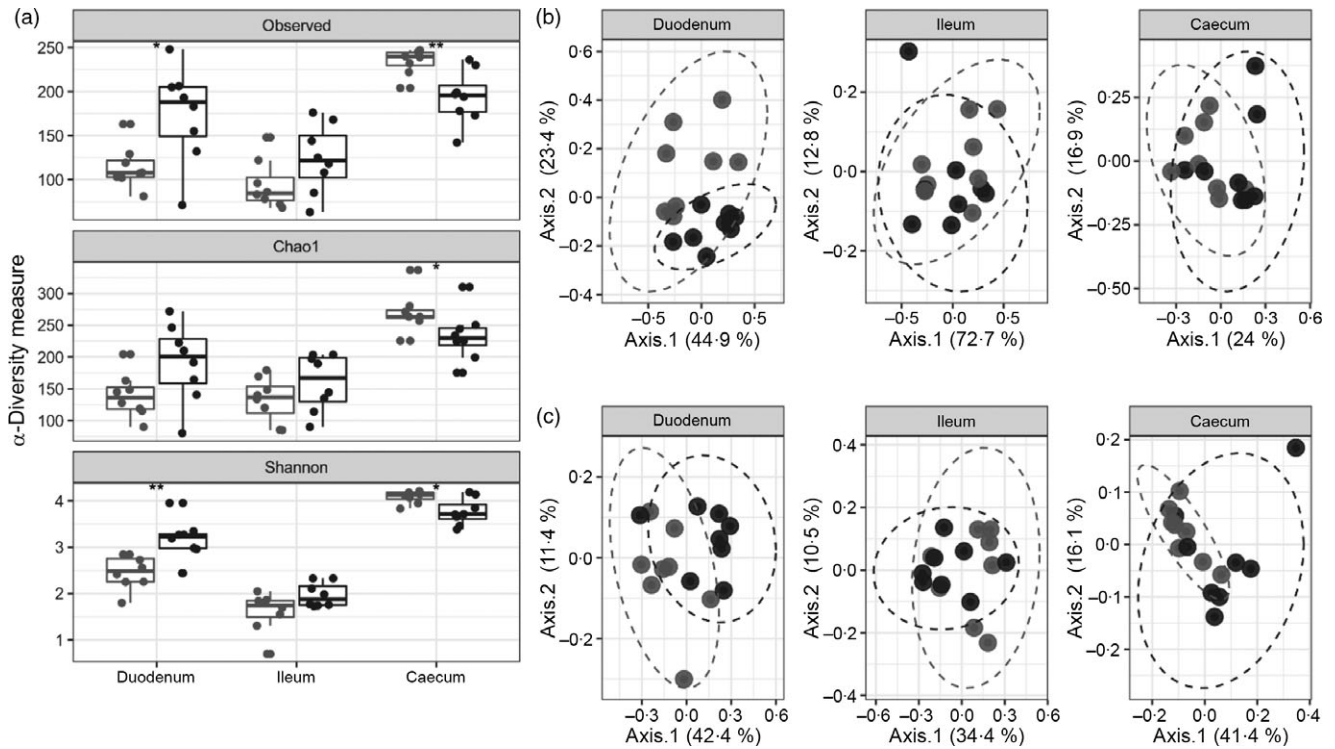 (a)
Observed
*
**
250
200
150
100
Chao1
*
300
250
200
150
100
Shannon
**
*
4
3
2
1
α-Diversity measure
Duodenum Ileum Caecum
(b)
Duodenum
0·6
0·4
0·2
0·0
−0·2
−0·4
Axis.2 (23·4 %)
−0·5 0·0 0·5
Axis.1 (44·9 %)
Ileum
0·2
0·0
−0·2
Axis.2 (12·8 %)
−0·5 0·0 0·5
Axis.1 (72·7 %)
Caecum
0·25
0·00
−0·25
−0·50
Axis.2 (16·9 %)
−0·3 0·0 0·3 0·6
Axis.1 (24 %)
(c)
Duodenum
0·2
0·0
−0·2
Axis.2 (11·4 %)
−0·3 0·0 0·3 0·6
Axis.1 (42·4 %)
Ileum
0·4
0·2
0·0
−0·2
−0·4
Axis.2 (10·5 %)
−0·6 −0·3 0·0 0·3 0·6
Axis.1 (34·4 %)
Caecum
0·2
0·1
0·0
−0·1
−0·2
Axis.2 (16·1 %)
−0·2 0·0 0·2 0·4
Axis.1 (41·4 %)